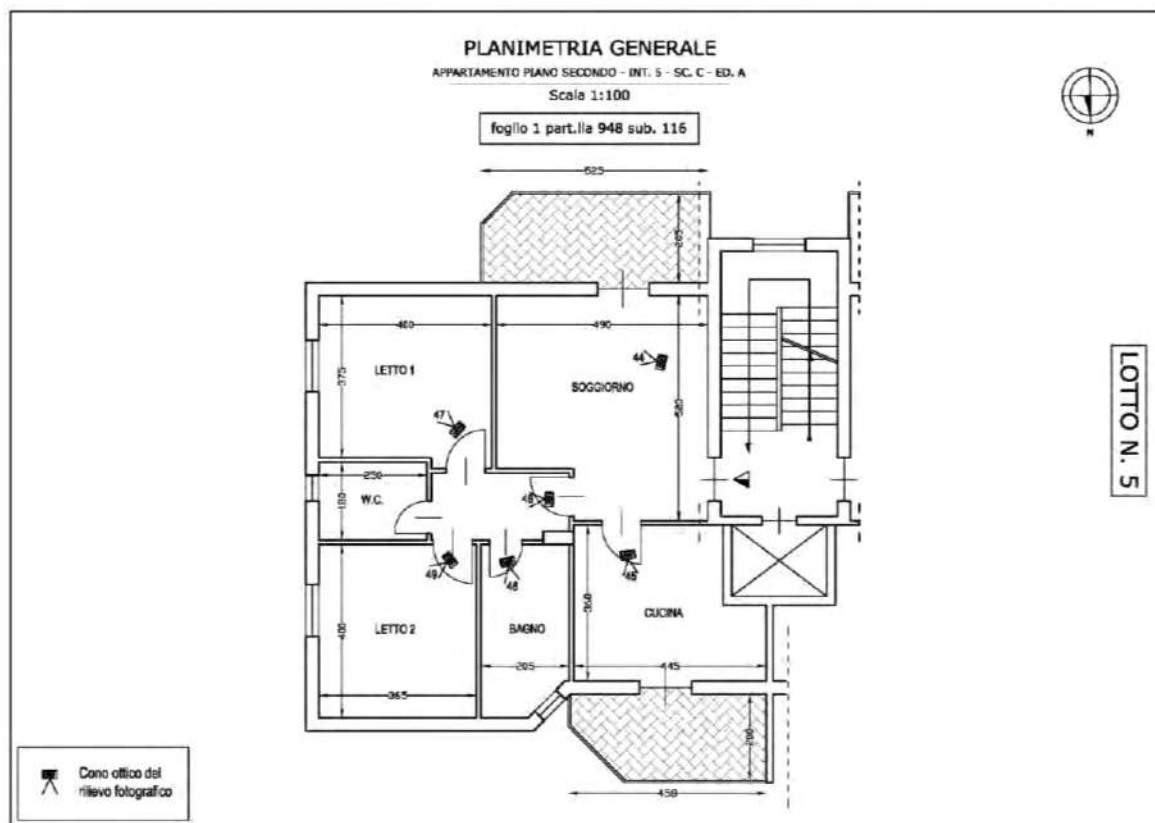 PLANIMETRIA GENERALE
APPARTAMENTO PIANO SECONDO - INT. 5 - SC. C - ED. A
Scala 1:100
foglio 1 part.lla 948 sub. 116
N
525
205
400
490
LETTO 1
44
375
SOGGIORNO
585
47
LOTTO N. 5
250
W.C.
180
49
48
45
360
LETTO 2
BAGNO
CUCINA
400
205
445
365
200
450
Cono ottico del
rilievo fotografico